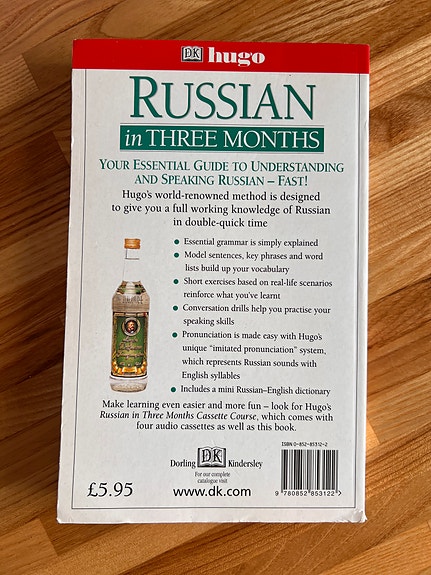 DK hugo
RUSSIAN
in THREE MONTHS
YOUR ESSENTIAL GUIDE TO UNDERSTANDING
AND SPEAKING RUSSIAN – FAST!
Hugo's world-renowned method is designed
to give you a full working knowledge of Russian
in double-quick time
• Essential grammar is simply explained
• Model sentences, key phrases and word
lists build up your vocabulary
• Short exercises based on real-life scenarios
reinforce what you've learnt
• Conversation drills help you practise your
speaking skills
• Pronunciation is made easy with Hugo's
unique "imitated pronunciation" system,
which represents Russian sounds with
English syllables
• Includes a mini Russian–English dictionary
Make learning even easier and more fun – look for Hugo's
Russian in Three Months Cassette Course, which comes with
four audio cassettes as well as this book.
ISBN 0-852-85312-2
DK
Dorling Kindersley
For our complete
catalogue visit
www.dk.com
£5.95
9 780852 853122 >